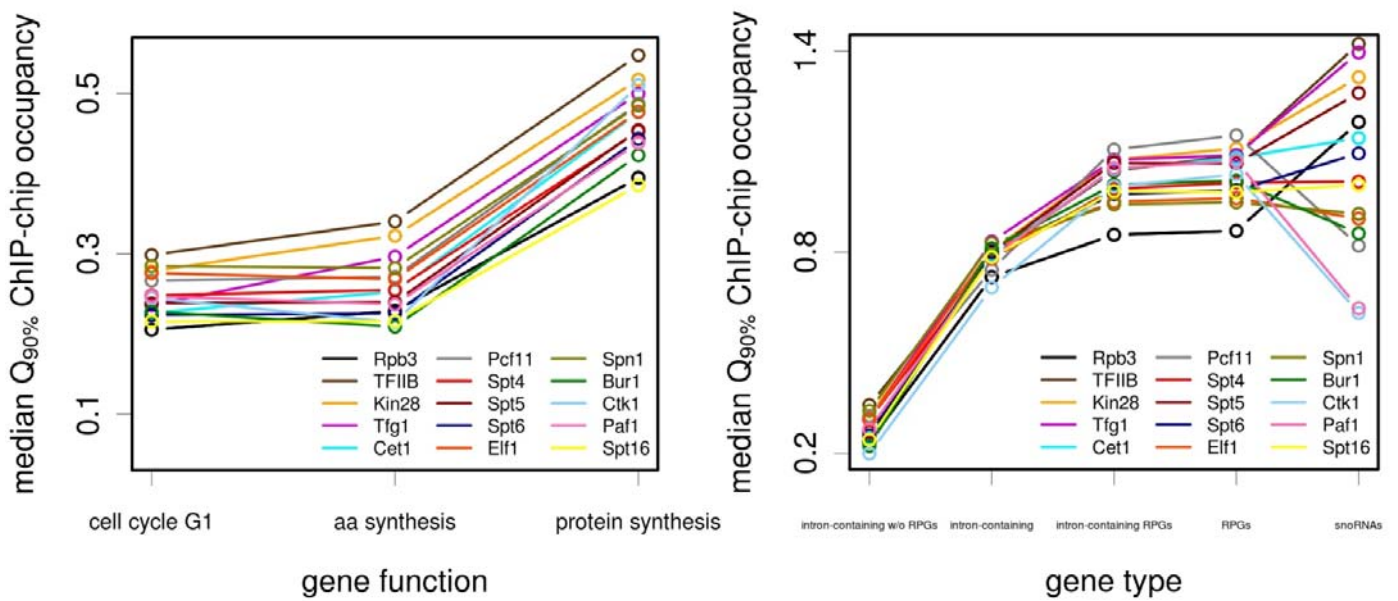 median Q90% ChIP-chip occupancy
0.5
0.3
0.1
Rpb3 Pcf11 Spn1
TFIIB Spt4 Bur1
Kin28 Spt5 Ctk1
Tfg1 Spt6 Paf1
Cet1 Elf1 Spt16
cell cycle G1 aa synthesis protein synthesis
gene function
median Q90% ChIP-chip occupancy
1.4
0.8
0.2
Rpb3 Pcf11 Spn1
TFIIB Spt4 Bur1
Kin28 Spt5 Ctk1
Tfg1 Spt6 Paf1
Cet1 Elf1 Spt16
intron-containing w/o RPGs intron-containing intron-containing RPGs RPGs snoRNAs
gene type